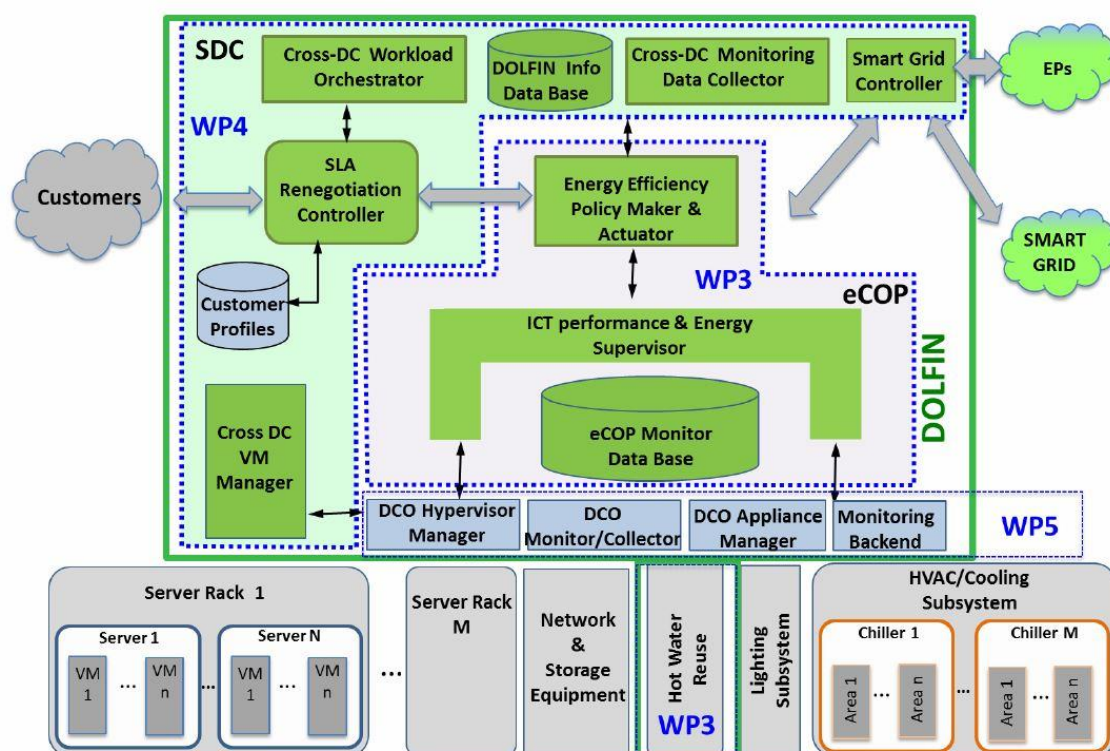 SDC
Cross-DC Workload
Orchestrator
DOLFIN Info
Data Base
Cross-DC Monitoring
Data Collector
Smart Grid
Controller
EPs
WP4
Customers
SLA
Renegotiation
Controller
Energy Efficiency
Policy Maker &
Actuator
SMART
GRID
WP3
eCOP
Customer
Profiles
ICT performance & Energy
Supervisor
DOLFIN
Cross DC
VM
Manager
eCOP Monitor
Data Base
DCO Hypervisor
Manager
DCO
Monitor/Collector
DCO Appliance
Manager
Monitoring
Backend
WP5
Server Rack 1
Server 1
VM
1
...
VM
n
...
Server N
VM
1
...
VM
n
...
Server Rack
M
Network
&
Storage
Equipment
Hot Water
Reuse
WP3
Lighting
Subsystem
HVAC/Cooling
Subsystem
Chiller 1
Area 1
...
Area n
...
Chiller M
Area 1
...
Area n